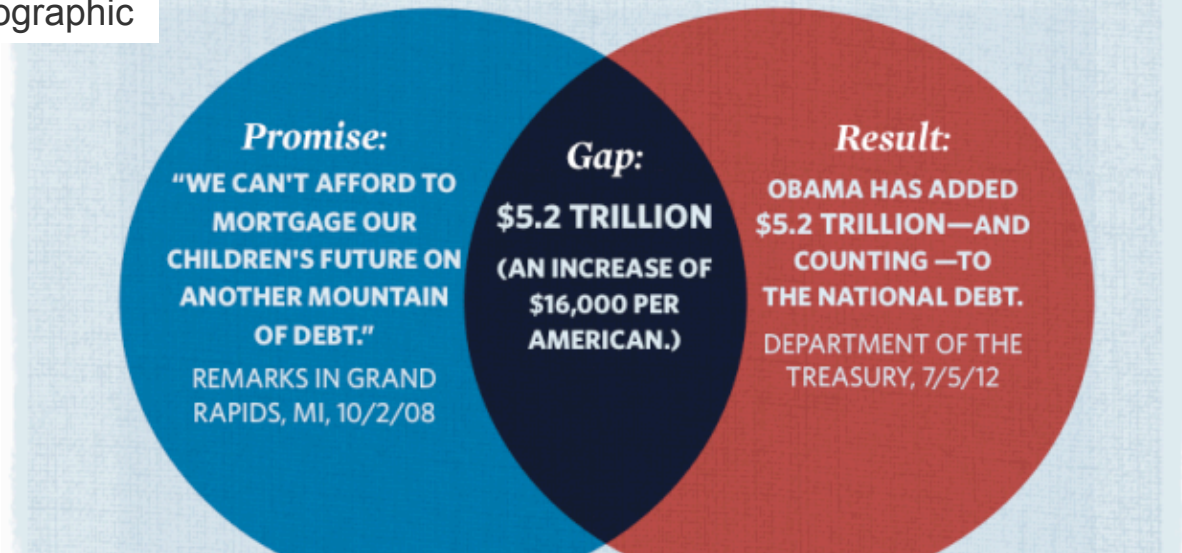 ographic
Promise:
“WE CAN'T AFFORD TO
MORTGAGE OUR
CHILDREN'S FUTURE ON
ANOTHER MOUNTAIN
OF DEBT.”
REMARKS IN GRAND
RAPIDS, MI, 10/2/08
Gap:
$5.2 TRILLION
(AN INCREASE OF
$16,000 PER
AMERICAN.)
Result:
OBAMA HAS ADDED
$5.2 TRILLION—AND
COUNTING —TO
THE NATIONAL DEBT.
DEPARTMENT OF THE
TREASURY, 7/5/12